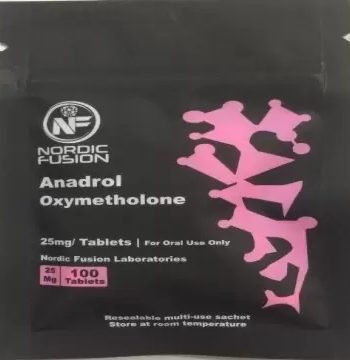 NF
NORDIC
FUSION
Anadrol
Oxymetholone
25mg/ Tablets | For Oral Use Only
Nordic Fusion Laboratories
25 Mg 100 Tablets
Resealable multi-use sachet
Store at room temperature